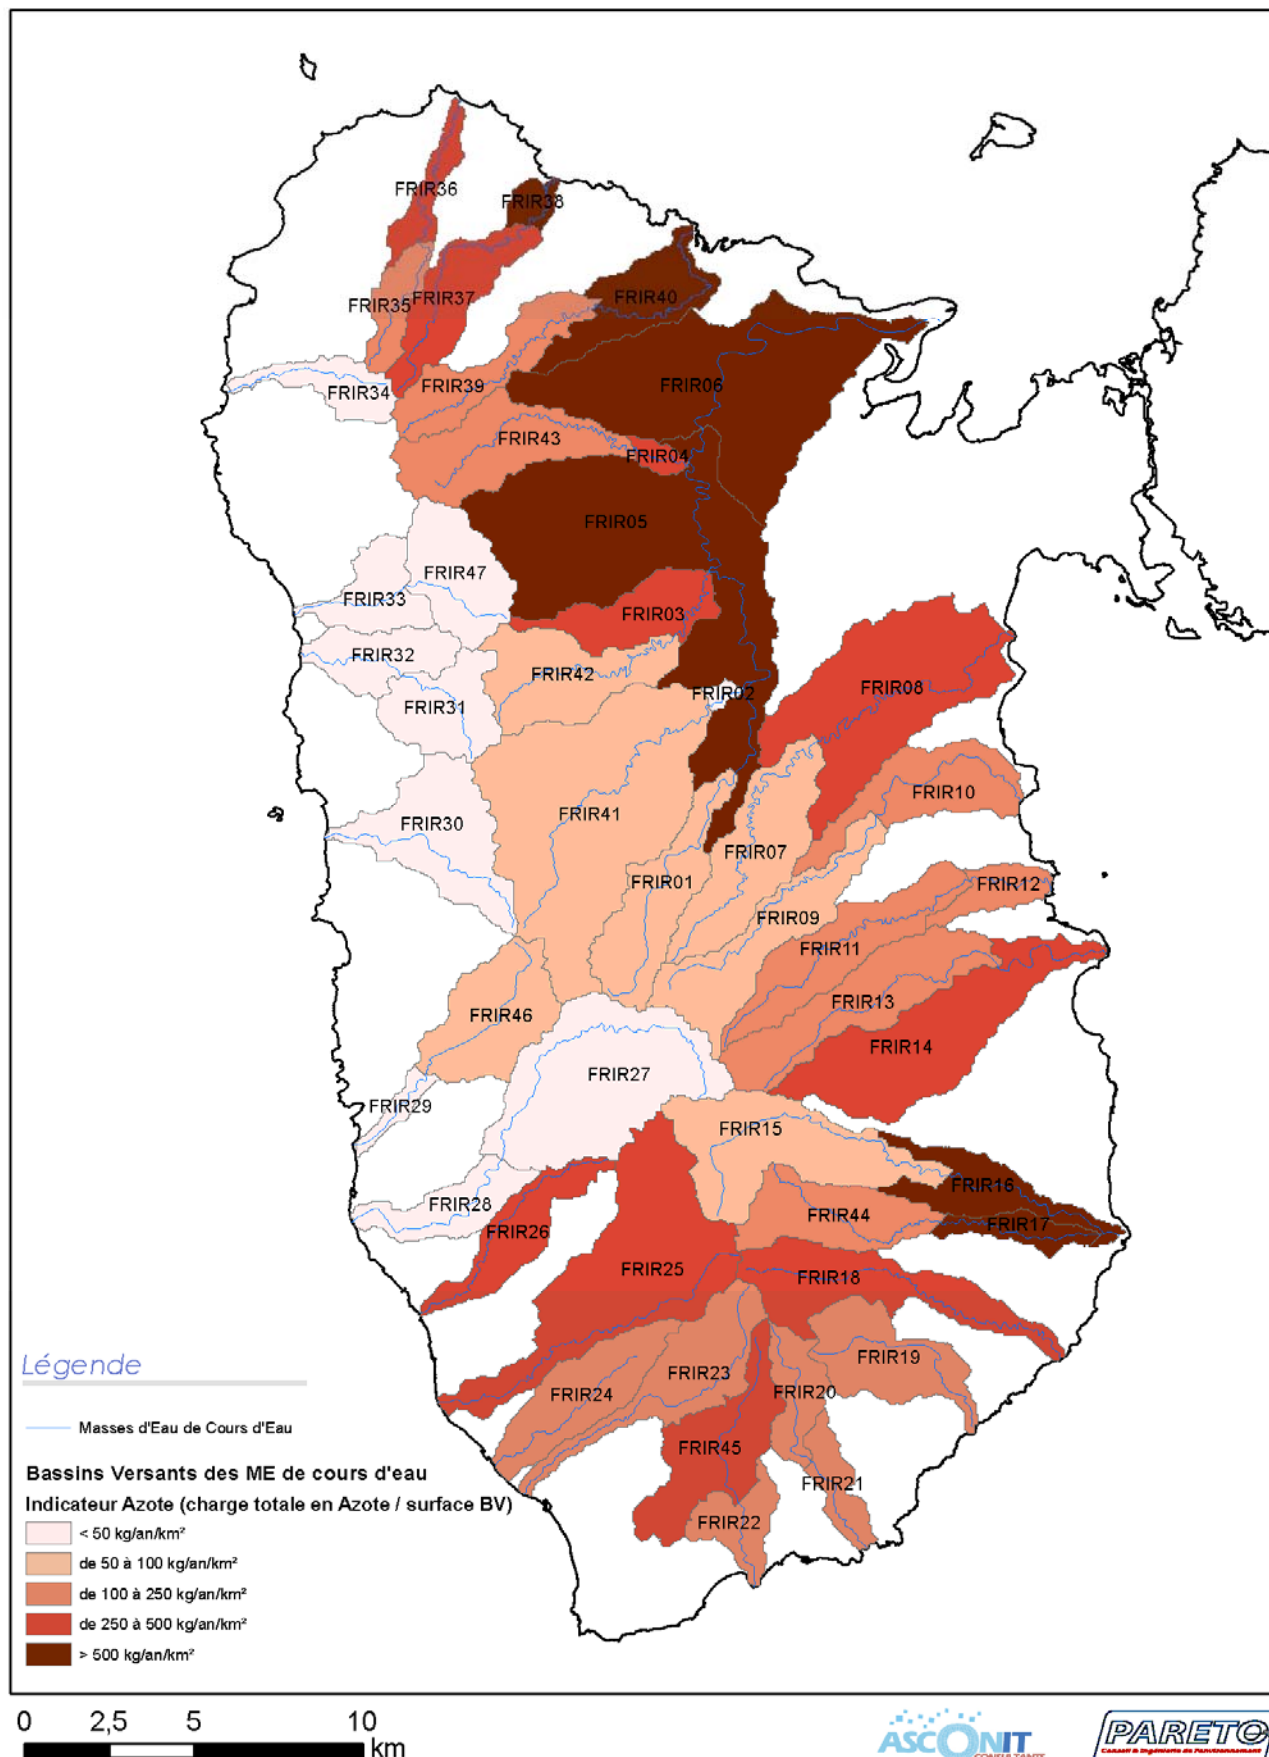 FRIR36
FRIR38
FRIR35
FRIR37
FRIR40
FRIR34
FRIR39
FRIR06
FRIR43
FRIR04
FRIR05
FRIR47
FRIR33
FRIR03
FRIR32
FRIR42
FRIR02
FRIR08
FRIR31
FRIR10
FRIR30
FRIR41
FRIR07
FRIR01
FRIR12
FRIR09
FRIR11
FRIR13
FRIR46
FRIR14
FRIR27
FRIR29
FRIR15
FRIR16
FRIR28
FRIR44
FRIR17
FRIR26
FRIR25
FRIR18
FRIR19
FRIR23
FRIR24
FRIR20
FRIR45
FRIR21
FRIR22
Légende
Masses d'Eau de Cours d'Eau
Bassins Versants des ME de cours d'eau
Indicateur Azote (charge totale en Azote / surface BV)
< 50 kg/an/km²
de 50 à 100 kg/an/km²
de 100 à 250 kg/an/km²
de 250 à 500 kg/an/km²
> 500 kg/an/km²
0 2,5 5 10
km
ASCONIT
CONSULTANTS
PARETO
Conseil & Ingénierie de l'environnement